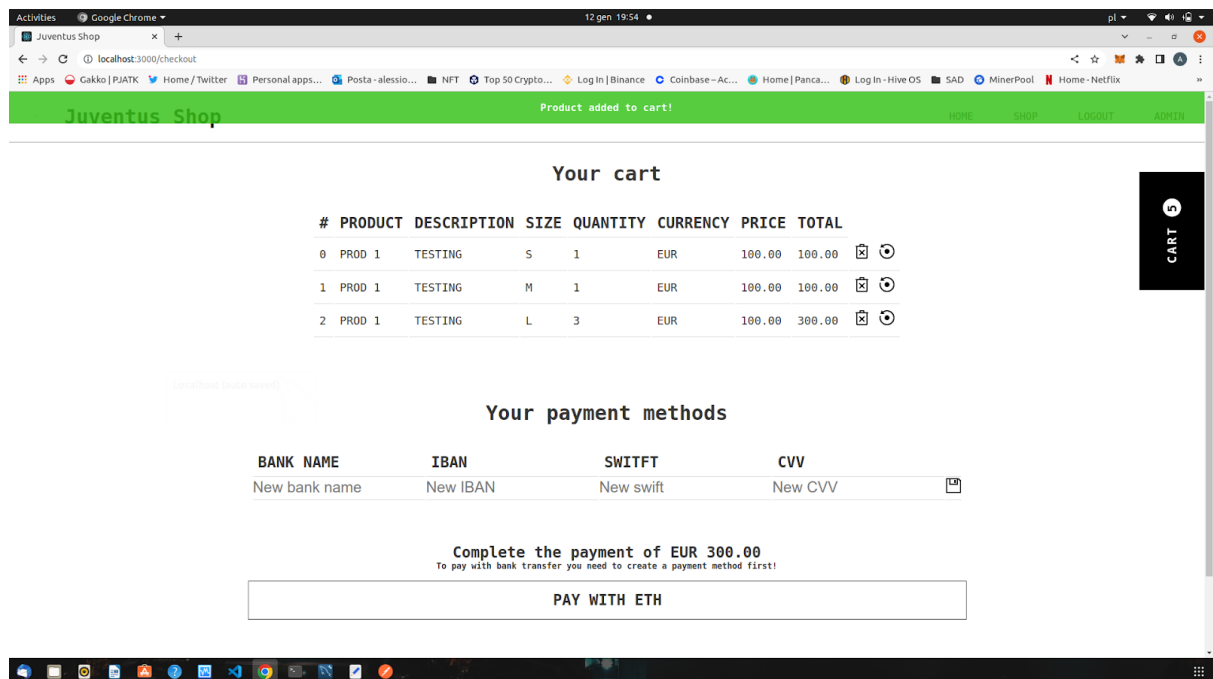 Activities Google Chrome 12 gen 19:54 pl
Juventus Shop
localhost:3000/checkout
Apps Gakko | PJATK Home / Twitter Personal apps... Posta - alessio... NFT Top 50 Crypto... Log In | Binance Coinbase – Ac... Home | Panca... Log In - Hive OS SAD MinerPool Home - Netflix »
Product added to cart!
Juventus Shop HOME SHOP LOGOUT ADMIN
Your cart
CART 5
# PRODUCT DESCRIPTION SIZE QUANTITY CURRENCY PRICE TOTAL
0 PROD 1 TESTING S 1 EUR 100.00 100.00
1 PROD 1 TESTING M 1 EUR 100.00 100.00
2 PROD 1 TESTING L 3 EUR 100.00 300.00
Your payment methods
BANK NAME IBAN SWITFT CVV
New bank name New IBAN New swift New CVV
Complete the payment of EUR 300.00
To pay with bank transfer you need to create a payment method first!
PAY WITH ETH